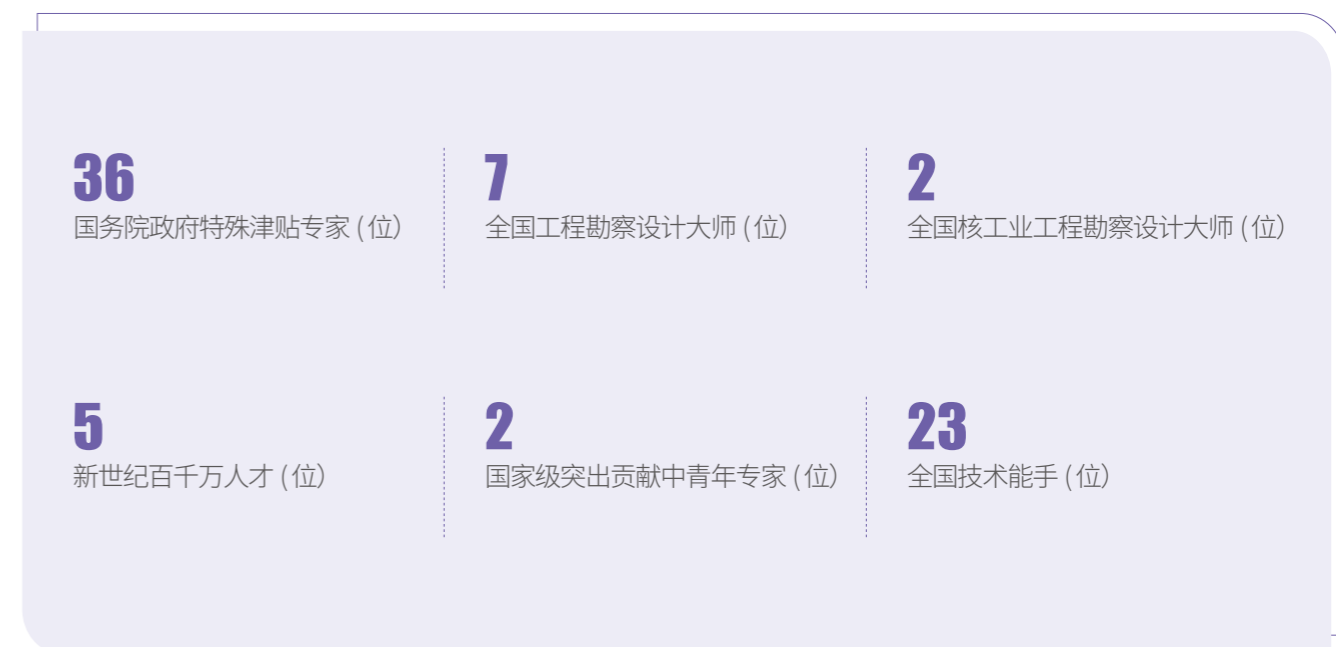 36
国务院政府特殊津贴专家 (位)
7
全国工程勘察设计大师 (位)
2
全国核工业工程勘察设计大师 (位)
5
新世纪百千万人才 (位)
2
国家级突出贡献中青年专家 (位)
23
全国技术能手 (位)